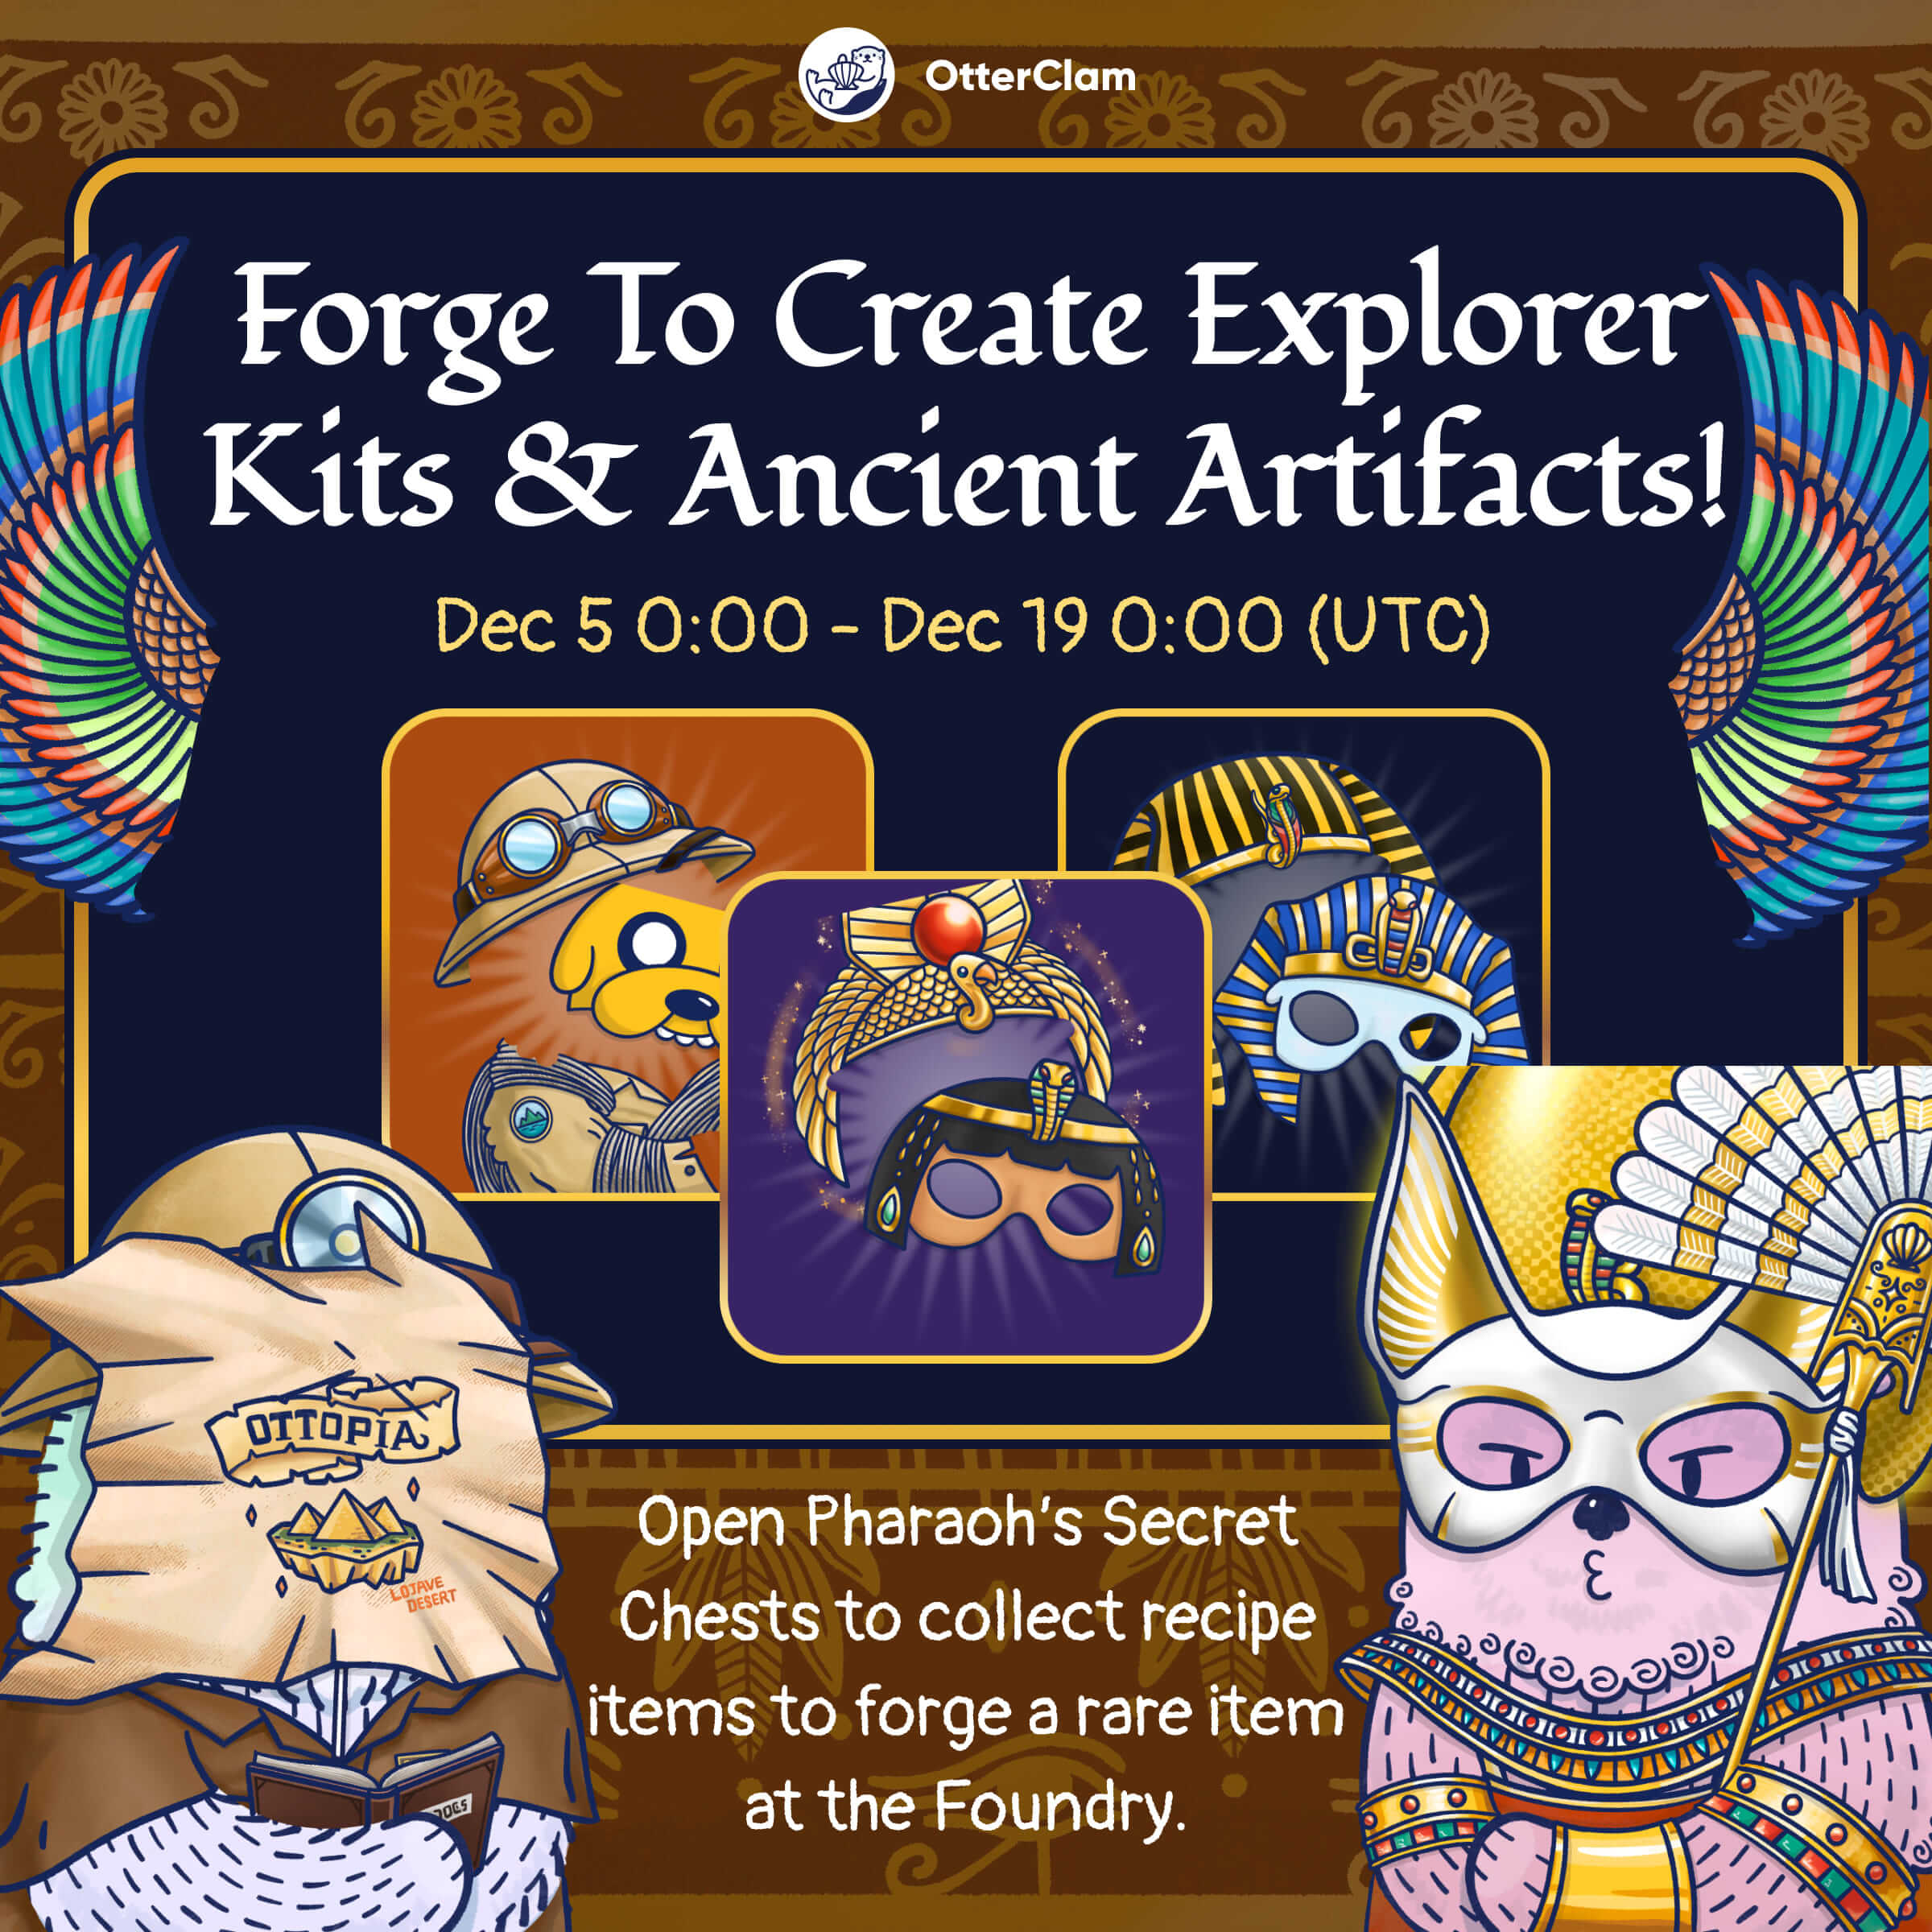 OtterClam
Forge To Create Explorer
Kits & Ancient Artifacts!
Dec 5 0:00 - Dec 19 0:00 (UTC)
OTTOPIA
LOJAVE
DESERT
DOCS
Open Pharaoh's Secret
Chests to collect recipe
items to forge a rare item
at the Foundry.